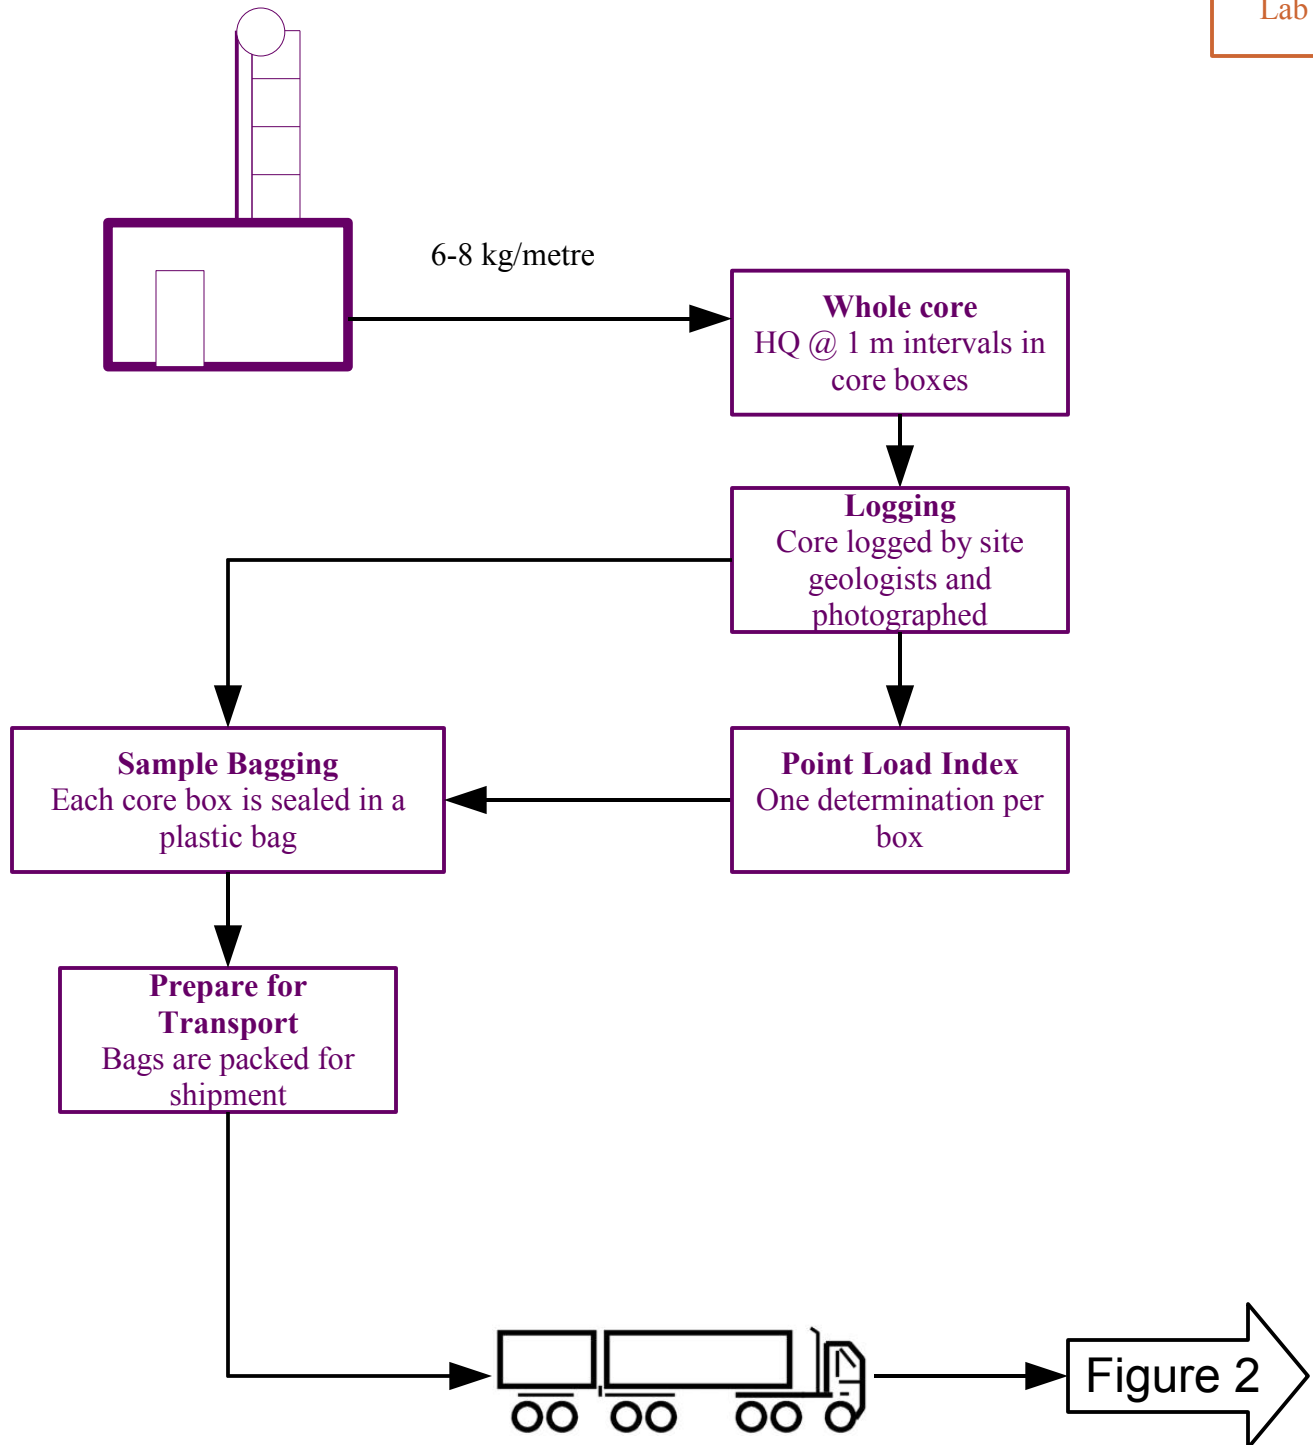 Lab
6-8 kg/metre
Whole core
HQ @ 1 m intervals in
core boxes
Logging
Core logged by site
geologists and
photographed
Sample Bagging
Each core box is sealed in a
plastic bag
Point Load Index
One determination per
box
Prepare for
Transport
Bags are packed for
shipment
Figure 2